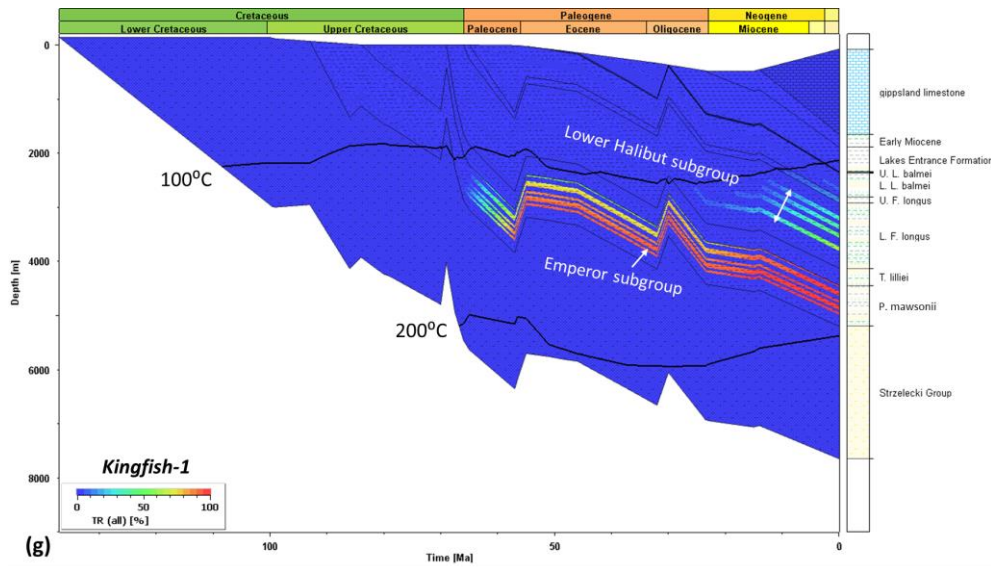 Cretaceous Paleogene Neogene
Lower Cretaceous Upper Cretaceous Paleocene Eocene Oligocene Miocene
0
2000
4000
6000
8000
Depth [m]
100°C
200°C
Lower Halibut subgroup
Emperor subgroup
gippsland limestone
Early Miocene
Lakes Entrance Formation
U. L. balmei
L. L. balmei
U. F. longus
L. F. longus
T. lilliei
P. mawsonii
Strzelecki Group
Kingfish-1
0 50 100
TR (all) [%]
(g)
100 50 0
Time [Ma]